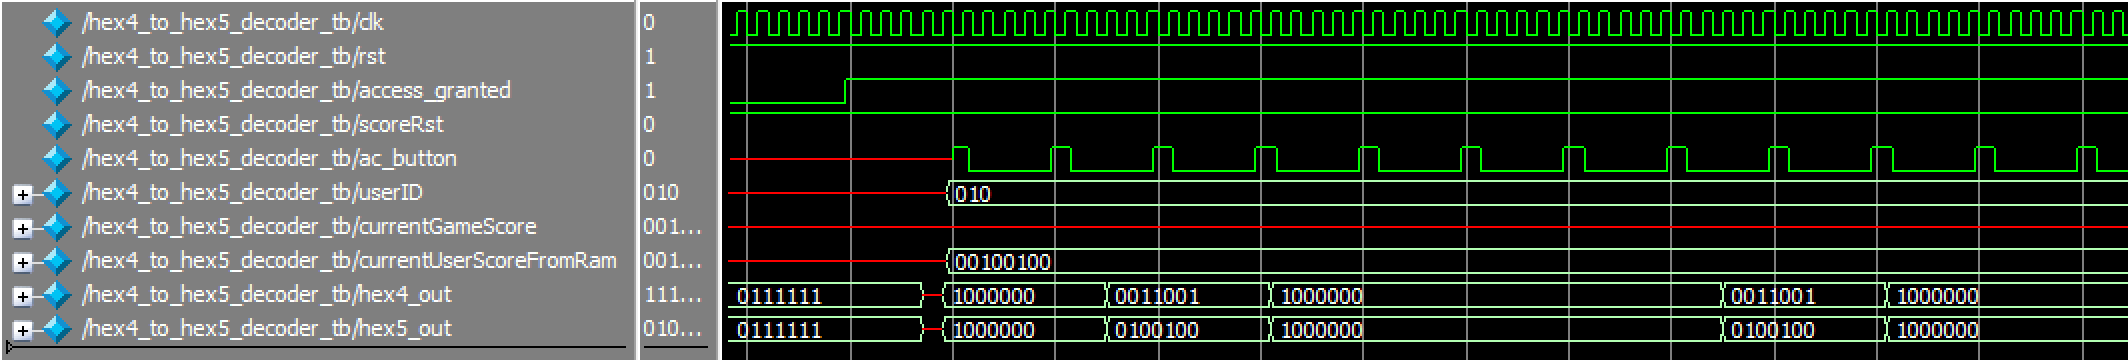 /hex4_to_hex5_decoder_tb/clk 0
/hex4_to_hex5_decoder_tb/rst 1
/hex4_to_hex5_decoder_tb/access_granted 1
/hex4_to_hex5_decoder_tb/scoreRst 0
/hex4_to_hex5_decoder_tb/ac_button 0
/hex4_to_hex5_decoder_tb/userID 010 010
/hex4_to_hex5_decoder_tb/currentGameScore 001...
/hex4_to_hex5_decoder_tb/currentUserScoreFromRam 001... 00100100
/hex4_to_hex5_decoder_tb/hex4_out 111... 0111111 1000000 0011001 1000000 0011001 1000000
/hex4_to_hex5_decoder_tb/hex5_out 010... 0111111 1000000 0100100 1000000 0100100 1000000